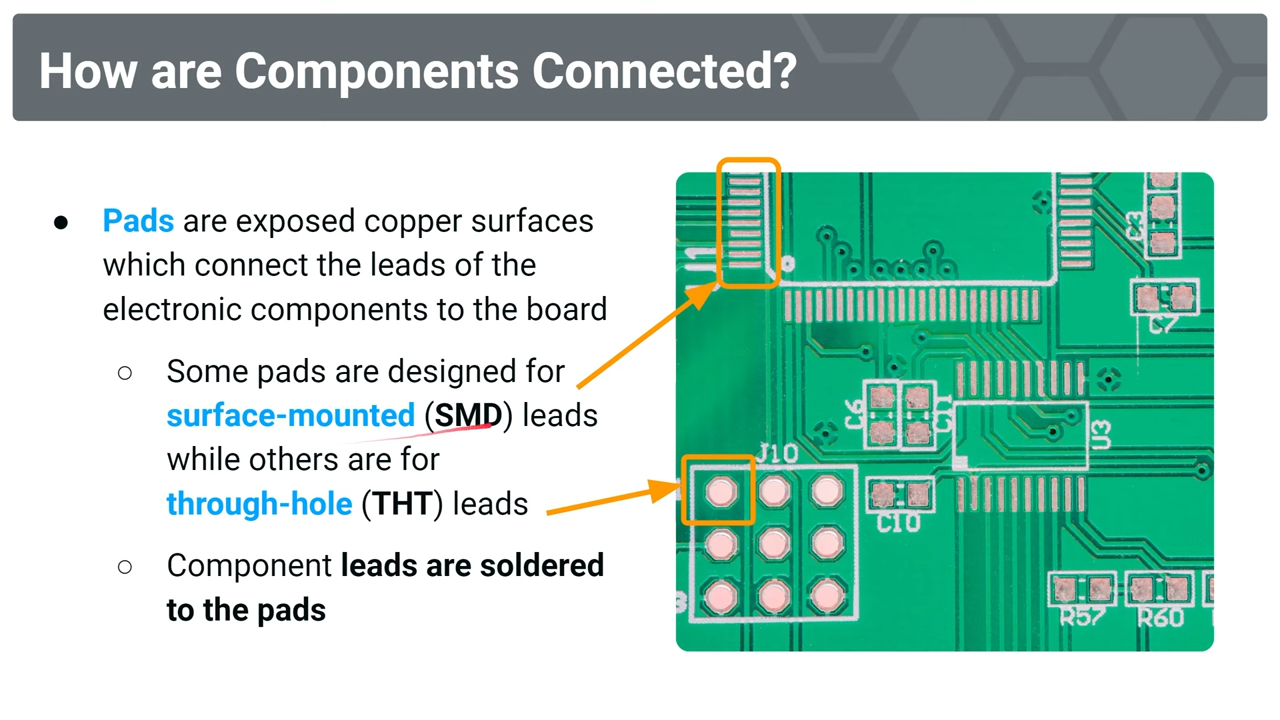 How are Components Connected?
● Pads are exposed copper surfaces
which connect the leads of the
electronic components to the board
○ Some pads are designed for
surface-mounted (SMD) leads
while others are for
through-hole (THT) leads
○ Component leads are soldered
to the pads
C3
C7
C6
C11
U3
J10
C10
R57
R60